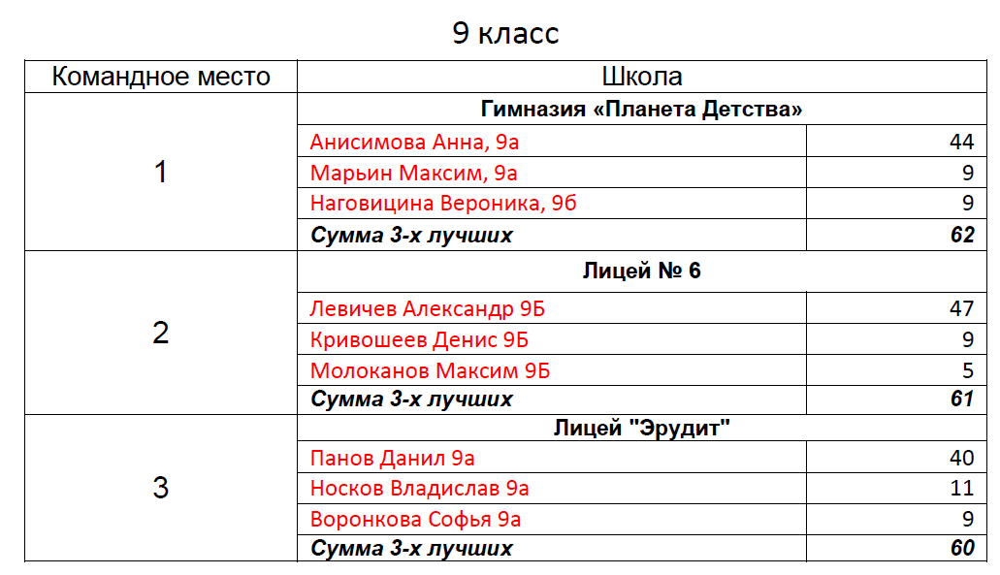 9 класс
Командное место Школа
Гимназия «Планета Детства»
Анисимова Анна, 9а 44
1
Марьин Максим, 9а 9
Наговицина Вероника, 9б 9
Сумма 3-х лучших 62
Лицей № 6
Левичев Александр 9Б 47
2
Кривошеев Денис 9Б 9
Молоканов Максим 9Б 5
Сумма 3-х лучших 61
Лицей "Эрудит"
Панов Данил 9а 40
3
Носков Владислав 9а 11
Воронкова Софья 9а 9
Сумма 3-х лучших 60